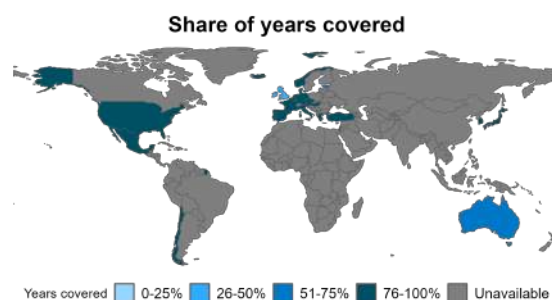 Share of years covered
Years covered 0-25% 26-50% 51-75% 76-100% Unavailable